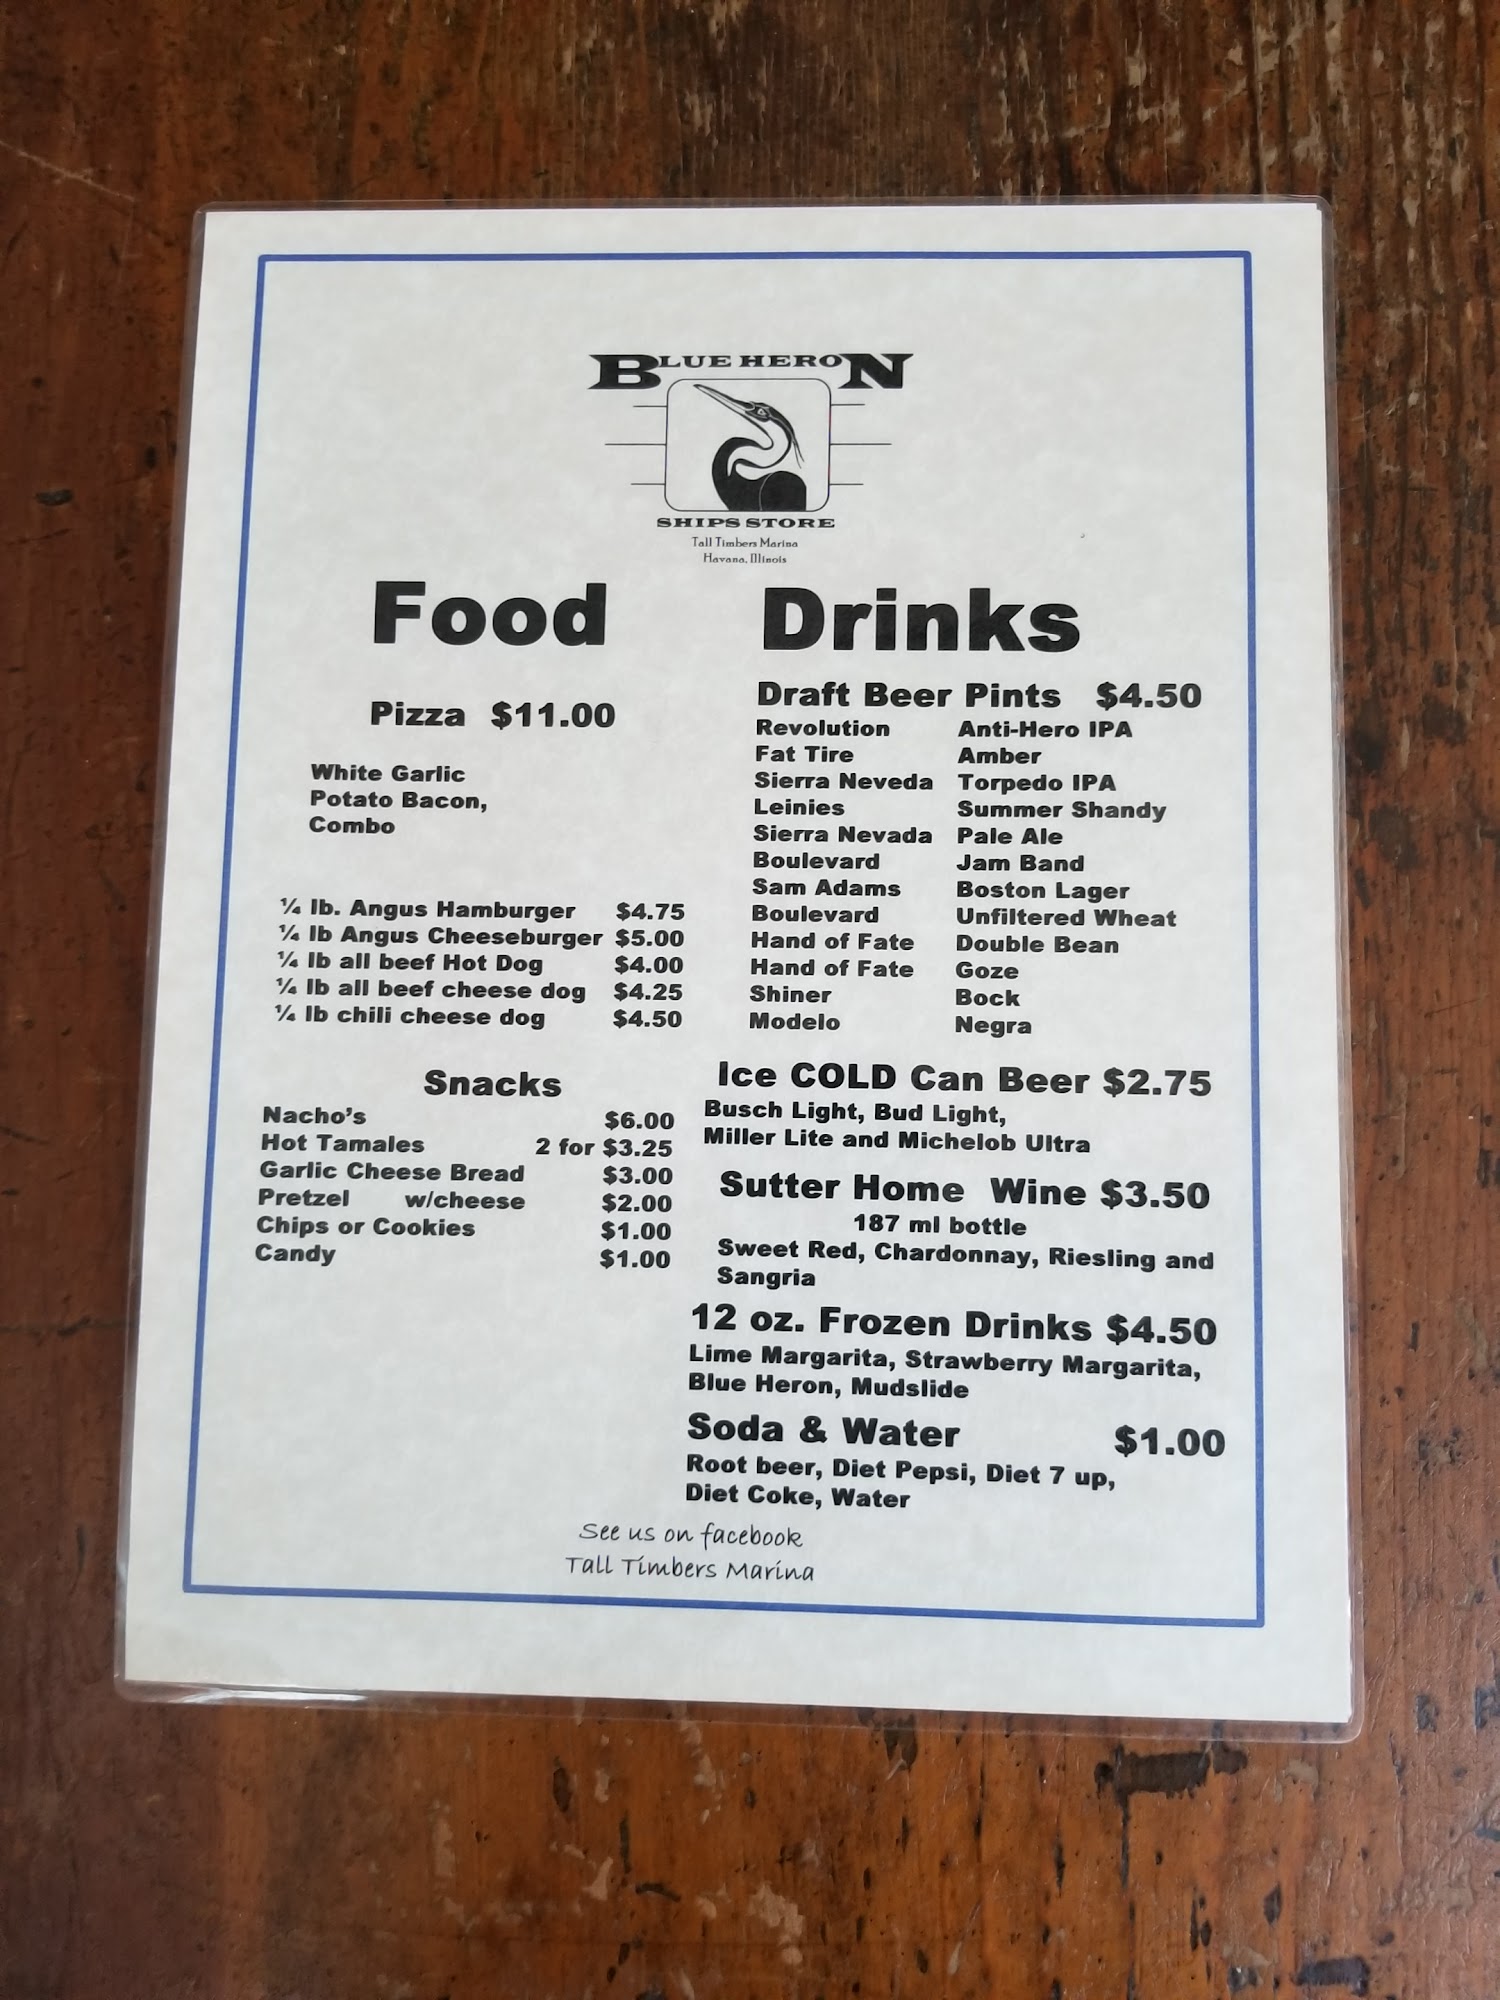 BLUE HERON
SHIPS STORE
Tall Timbers Marina
Havana, Illinois
Food
Pizza $11.00
White Garlic
Potato Bacon,
Combo
¼ lb. Angus Hamburger $4.75
¼ lb Angus Cheeseburger $5.00
¼ lb all beef Hot Dog $4.00
¼ lb all beef cheese dog $4.25
¼ lb chili cheese dog $4.50
Snacks
Nacho's $6.00
Hot Tamales 2 for $3.25
Garlic Cheese Bread $3.00
Pretzel w/cheese $2.00
Chips or Cookies $1.00
Candy $1.00
Drinks
Draft Beer Pints $4.50
Revolution Anti-Hero IPA
Fat Tire Amber
Sierra Neveda Torpedo IPA
Leinies Summer Shandy
Sierra Nevada Pale Ale
Boulevard Jam Band
Sam Adams Boston Lager
Boulevard Unfiltered Wheat
Hand of Fate Double Bean
Hand of Fate Goze
Shiner Bock
Modelo Negra
Ice COLD Can Beer $2.75
Busch Light, Bud Light,
Miller Lite and Michelob Ultra
Sutter Home Wine $3.50
187 ml bottle
Sweet Red, Chardonnay, Riesling and
Sangria
12 oz. Frozen Drinks $4.50
Lime Margarita, Strawberry Margarita,
Blue Heron, Mudslide
Soda & Water $1.00
Root beer, Diet Pepsi, Diet 7 up,
Diet Coke, Water
See us on facebook
Tall Timbers Marina